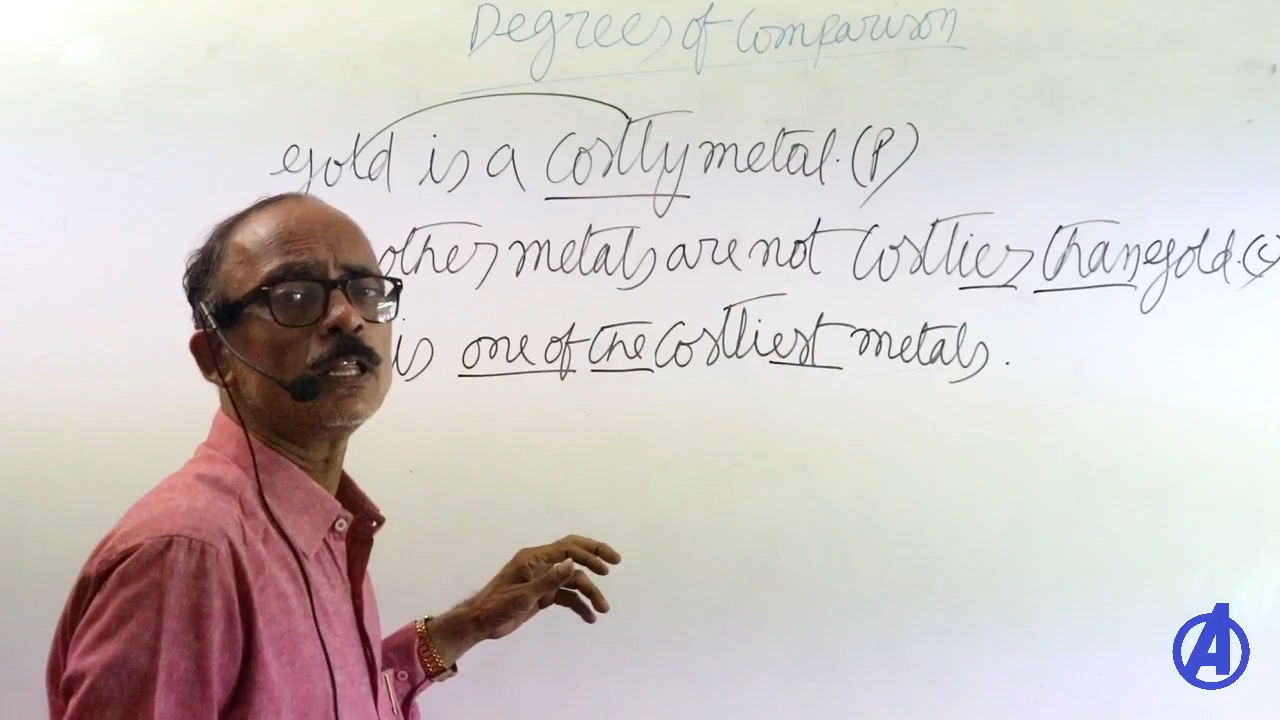 Degrees of Comparison
gold is a costly metal. (P)
other metals are not costlier than gold. (C)
is one of the costliest metals.
A